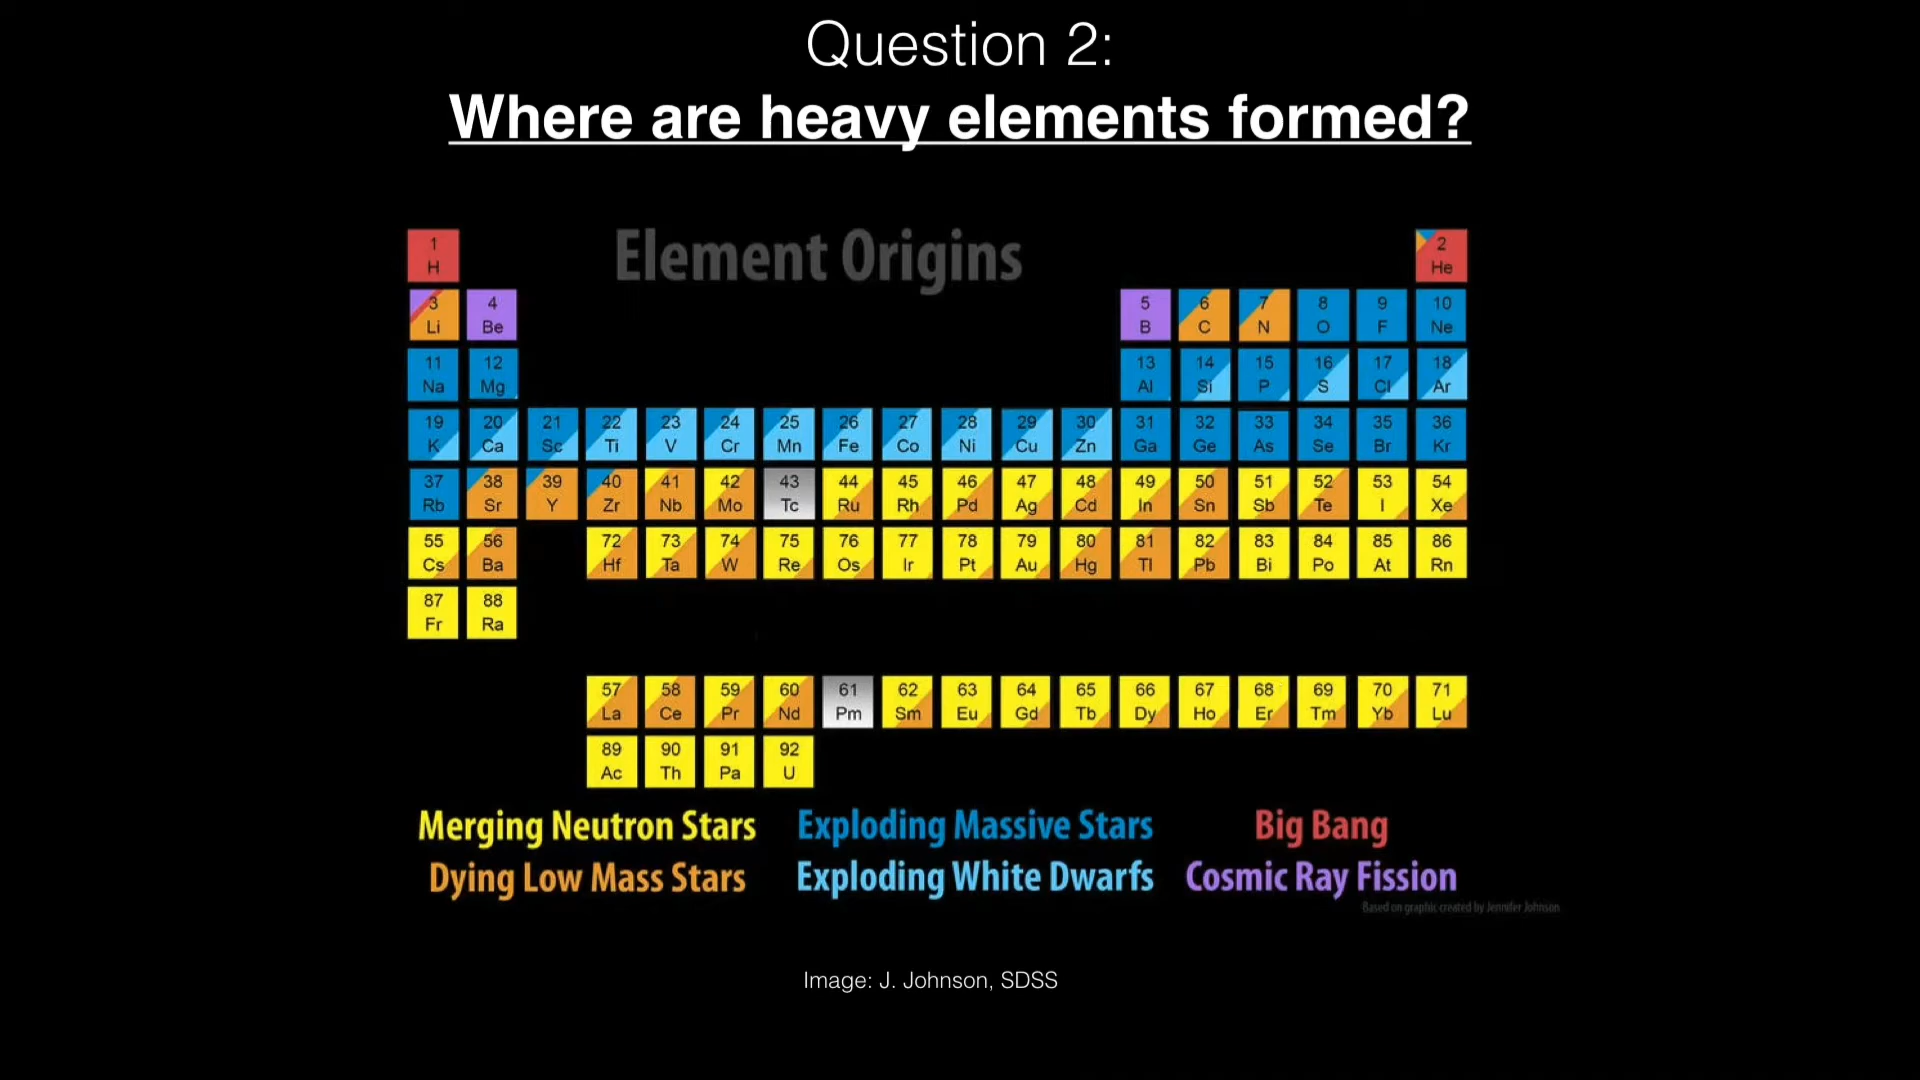 Question 2:
Where are heavy elements formed?
Element Origins
1 2
H He
3 4 5 6 7 8 9 10
Li Be B C N O F Ne
11 12 13 14 15 16 17 18
Na Mg Al Si P S Cl Ar
19 20 21 22 23 24 25 26 27 28 29 30 31 32 33 34 35 36
K Ca Sc Ti V Cr Mn Fe Co Ni Cu Zn Ga Ge As Se Br Kr
37 38 39 40 41 42 43 44 45 46 47 48 49 50 51 52 53 54
Rb Sr Y Zr Nb Mo Tc Ru Rh Pd Ag Cd In Sn Sb Te I Xe
55 56 72 73 74 75 76 77 78 79 80 81 82 83 84 85 86
Cs Ba Hf Ta W Re Os Ir Pt Au Hg Tl Pb Bi Po At Rn
87 88
Fr Ra
57 58 59 60 61 62 63 64 65 66 67 68 69 70 71
La Ce Pr Nd Pm Sm Eu Gd Tb Dy Ho Er Tm Yb Lu
89 90 91 92
Ac Th Pa U
Merging Neutron Stars Exploding Massive Stars Big Bang
Dying Low Mass Stars Exploding White Dwarfs Cosmic Ray Fission
Based on graphic created by Jennifer Johnson
Image: J. Johnson, SDSS